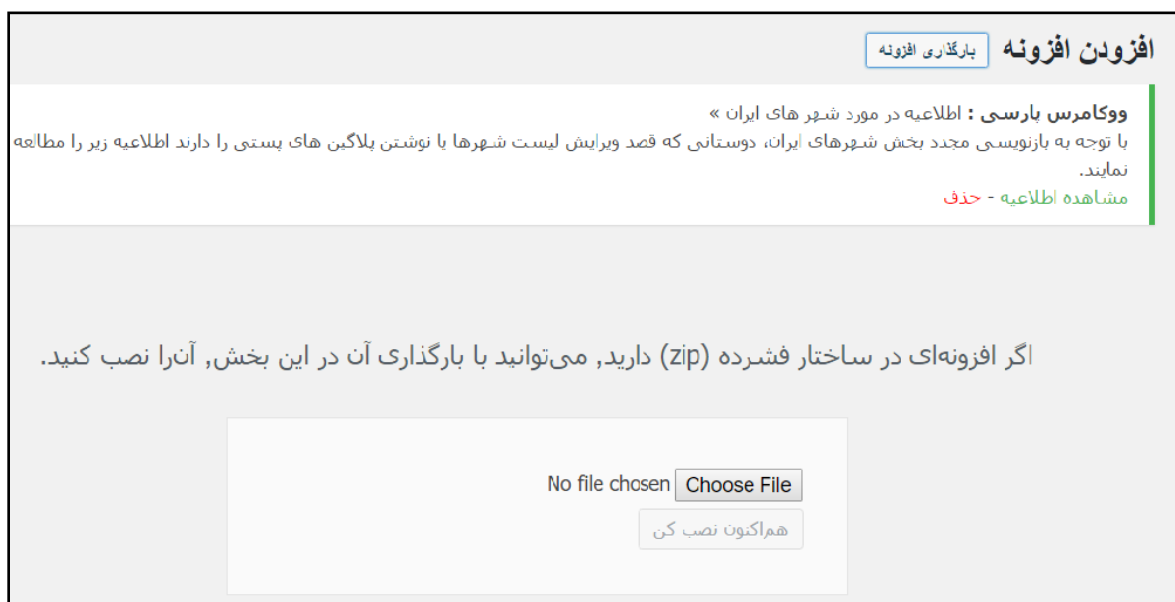 افزودن افزونه بارگذاری افزونه
ووکامرس پارسی : اطلاعیه در مورد شهر های ایران »
با توجه به بازنویسی مجدد بخش شهرهای ایران، دوستانی که قصد ویرایش لیست شهرها یا نوشتن پلاگین های پستی را دارند اطلاعیه زیر را مطالعه
نمایند.
مشاهده اطلاعیه - حذف
اگر افزونه‌ای در ساختار فشرده (zip) دارید, می‌توانید با بارگذاری آن در این بخش, آن‌را نصب کنید.
No file chosen Choose File
هم‌اکنون نصب کن